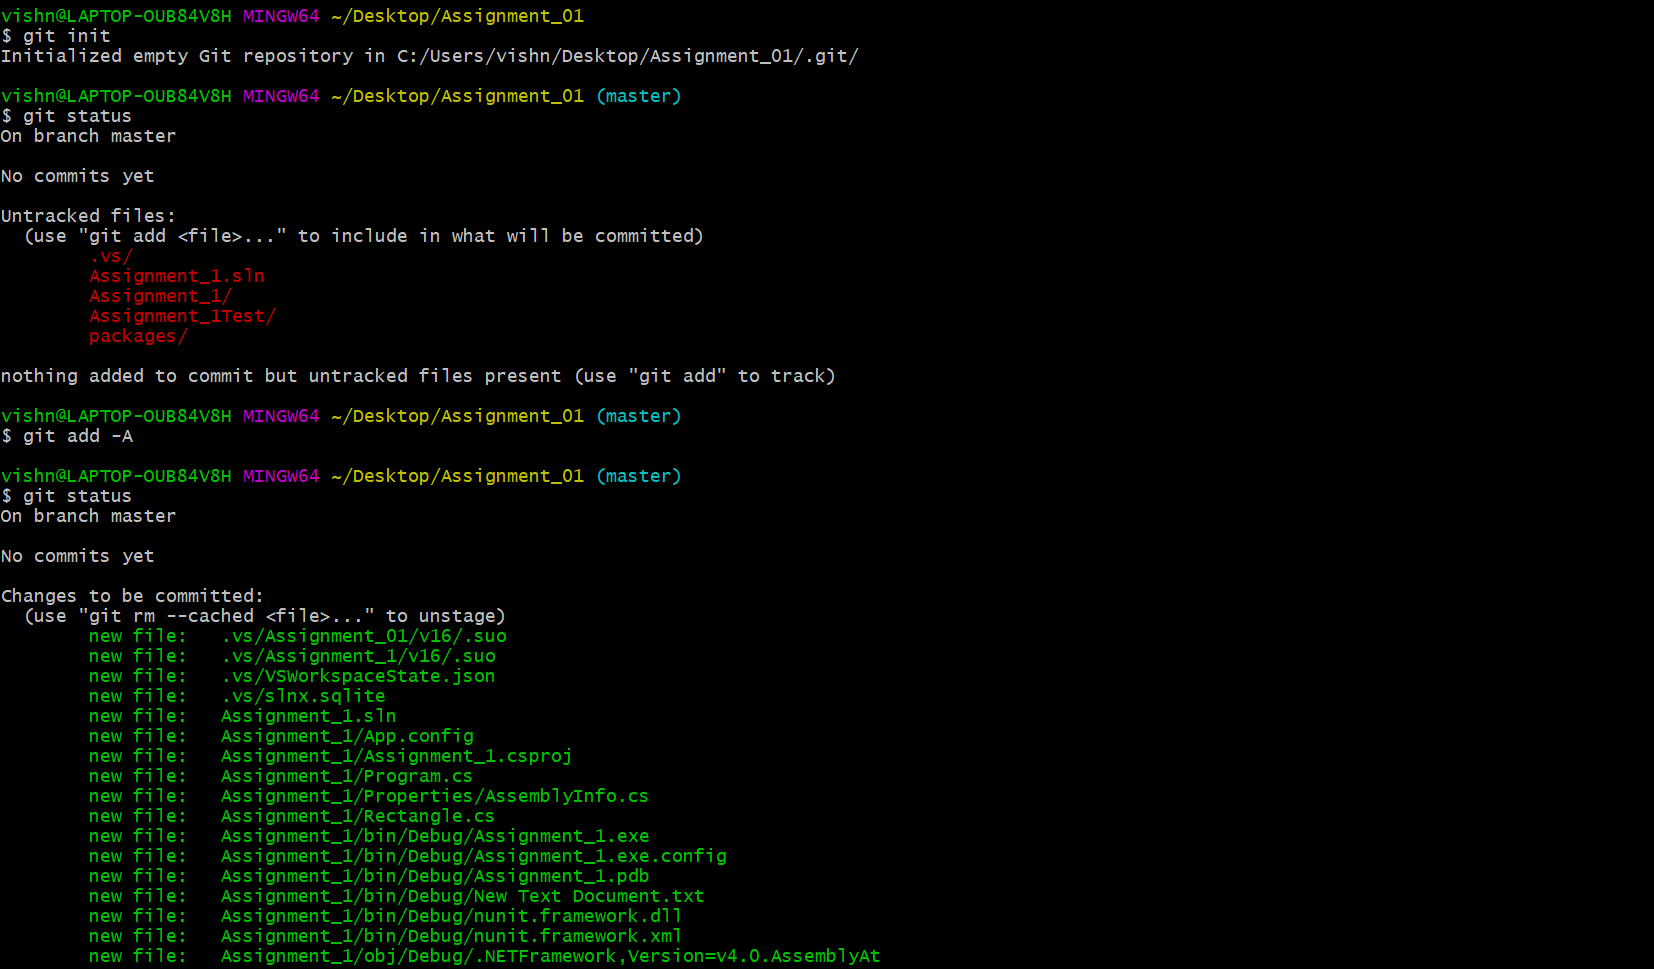 vishn@LAPTOP-OUB84V8H MINGW64 ~/Desktop/Assignment_01
$ git init
Initialized empty Git repository in C:/Users/vishn/Desktop/Assignment_01/.git/
vishn@LAPTOP-OUB84V8H MINGW64 ~/Desktop/Assignment_01 (master)
$ git status
On branch master
No commits yet
Untracked files:
  (use "git add <file>..." to include in what will be committed)
        .vs/
        Assignment_1.sln
        Assignment_1/
        Assignment_1Test/
        packages/
nothing added to commit but untracked files present (use "git add" to track)
vishn@LAPTOP-OUB84V8H MINGW64 ~/Desktop/Assignment_01 (master)
$ git add -A
vishn@LAPTOP-OUB84V8H MINGW64 ~/Desktop/Assignment_01 (master)
$ git status
On branch master
No commits yet
Changes to be committed:
  (use "git rm --cached <file>..." to unstage)
        new file:   .vs/Assignment_01/v16/.suo
        new file:   .vs/Assignment_1/v16/.suo
        new file:   .vs/VSWorkspaceState.json
        new file:   .vs/slnx.sqlite
        new file:   Assignment_1.sln
        new file:   Assignment_1/App.config
        new file:   Assignment_1/Assignment_1.csproj
        new file:   Assignment_1/Program.cs
        new file:   Assignment_1/Properties/AssemblyInfo.cs
        new file:   Assignment_1/Rectangle.cs
        new file:   Assignment_1/bin/Debug/Assignment_1.exe
        new file:   Assignment_1/bin/Debug/Assignment_1.exe.config
        new file:   Assignment_1/bin/Debug/Assignment_1.pdb
        new file:   Assignment_1/bin/Debug/New Text Document.txt
        new file:   Assignment_1/bin/Debug/nunit.framework.dll
        new file:   Assignment_1/bin/Debug/nunit.framework.xml
        new file:   Assignment_1/obj/Debug/.NETFramework,Version=v4.0.AssemblyAt